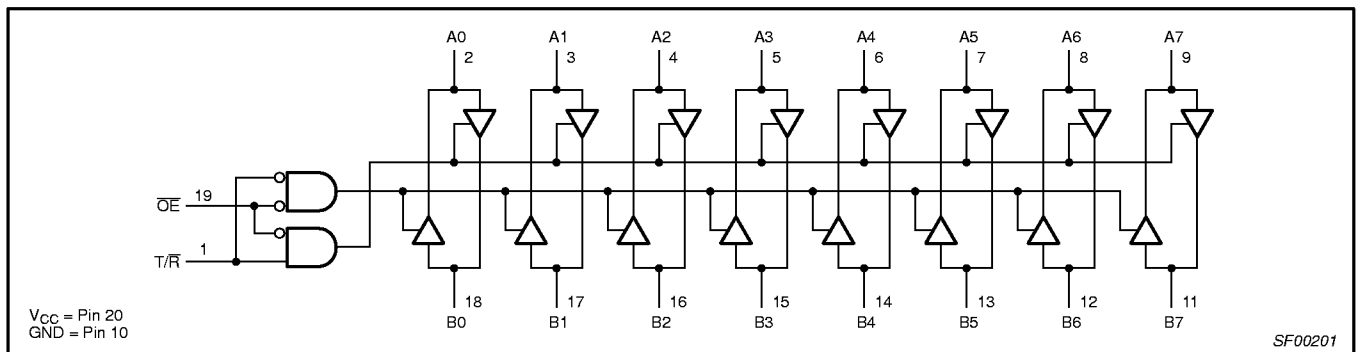 A0 A1 A2 A3 A4 A5 A6 A7
2 3 4 5 6 7 8 9
19
O̅E̅
1
T/R̅
18 17 16 15 14 13 12 11
B0 B1 B2 B3 B4 B5 B6 B7
VCC = Pin 20
GND = Pin 10
SF00201